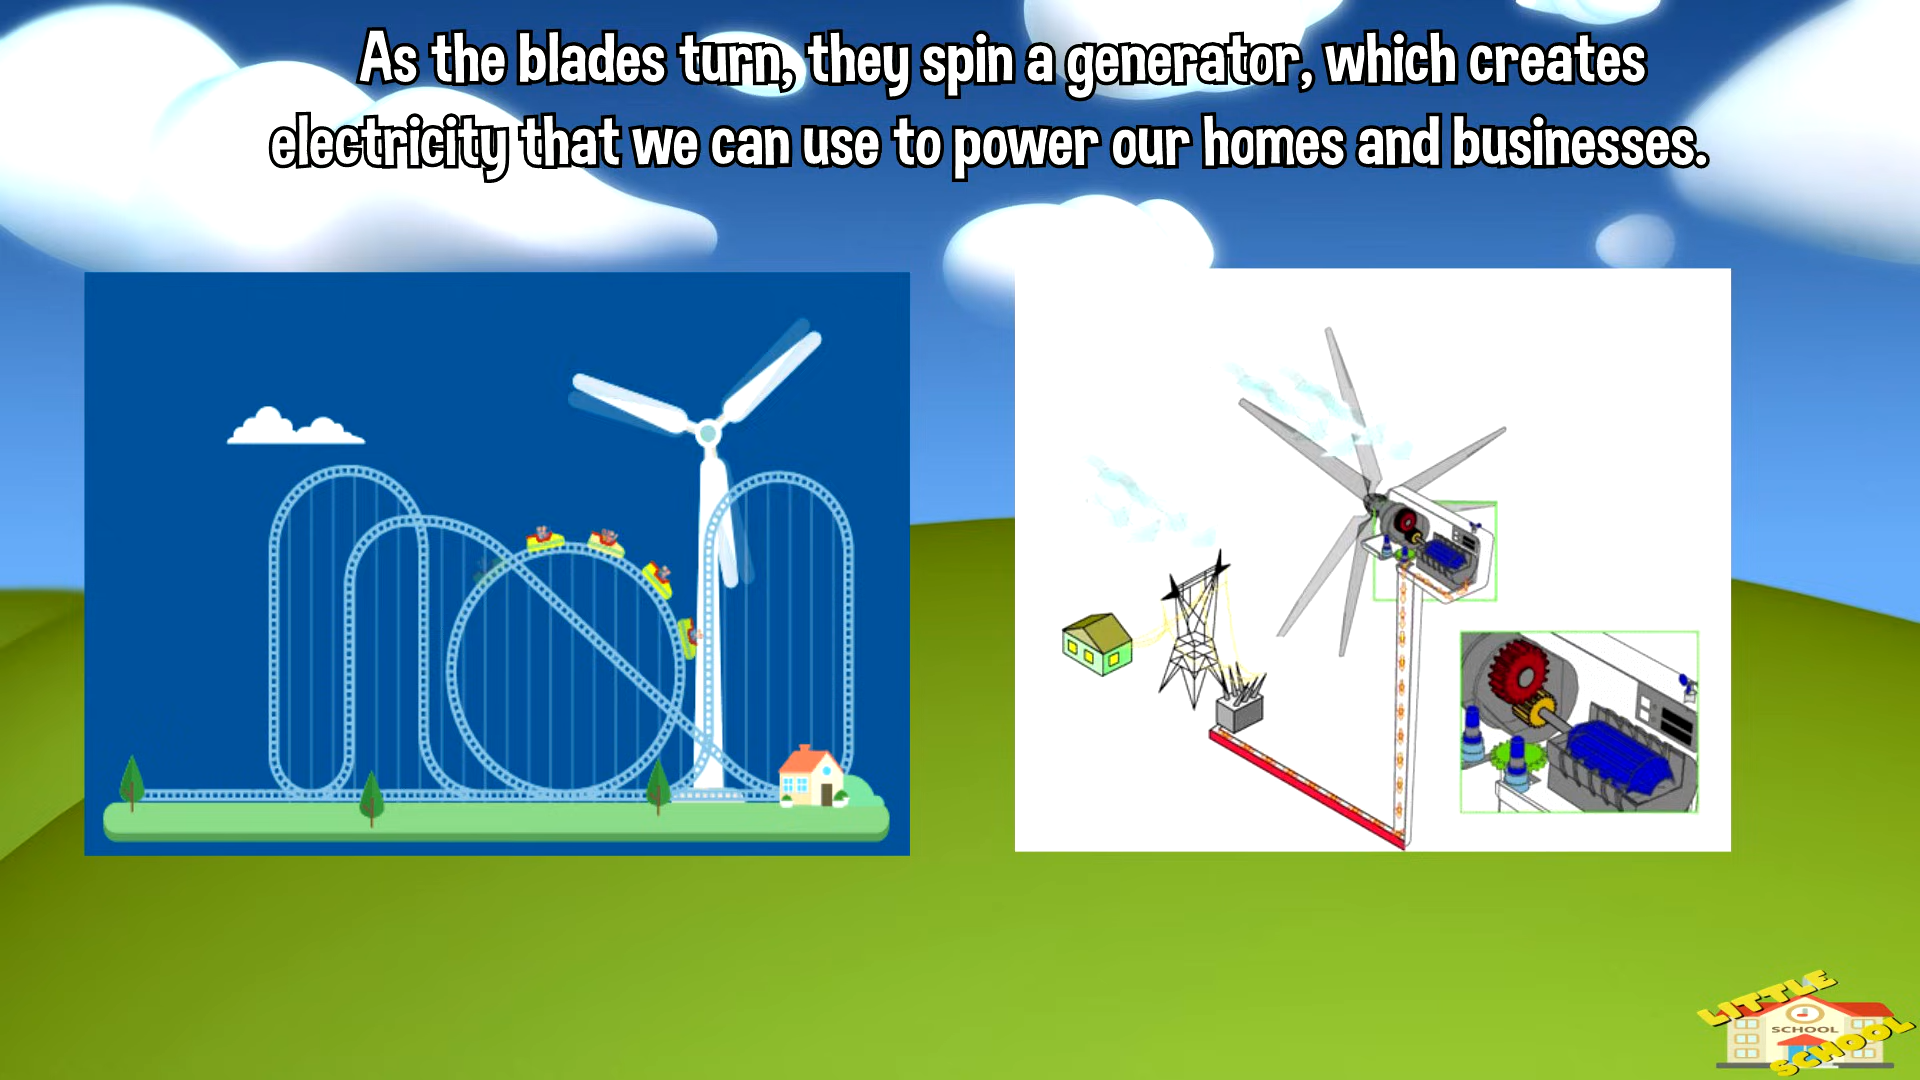 As the blades turn, they spin a generator, which creates
electricity that we can use to power our homes and businesses.
LITTLE
SCHOOL
SCHOOL